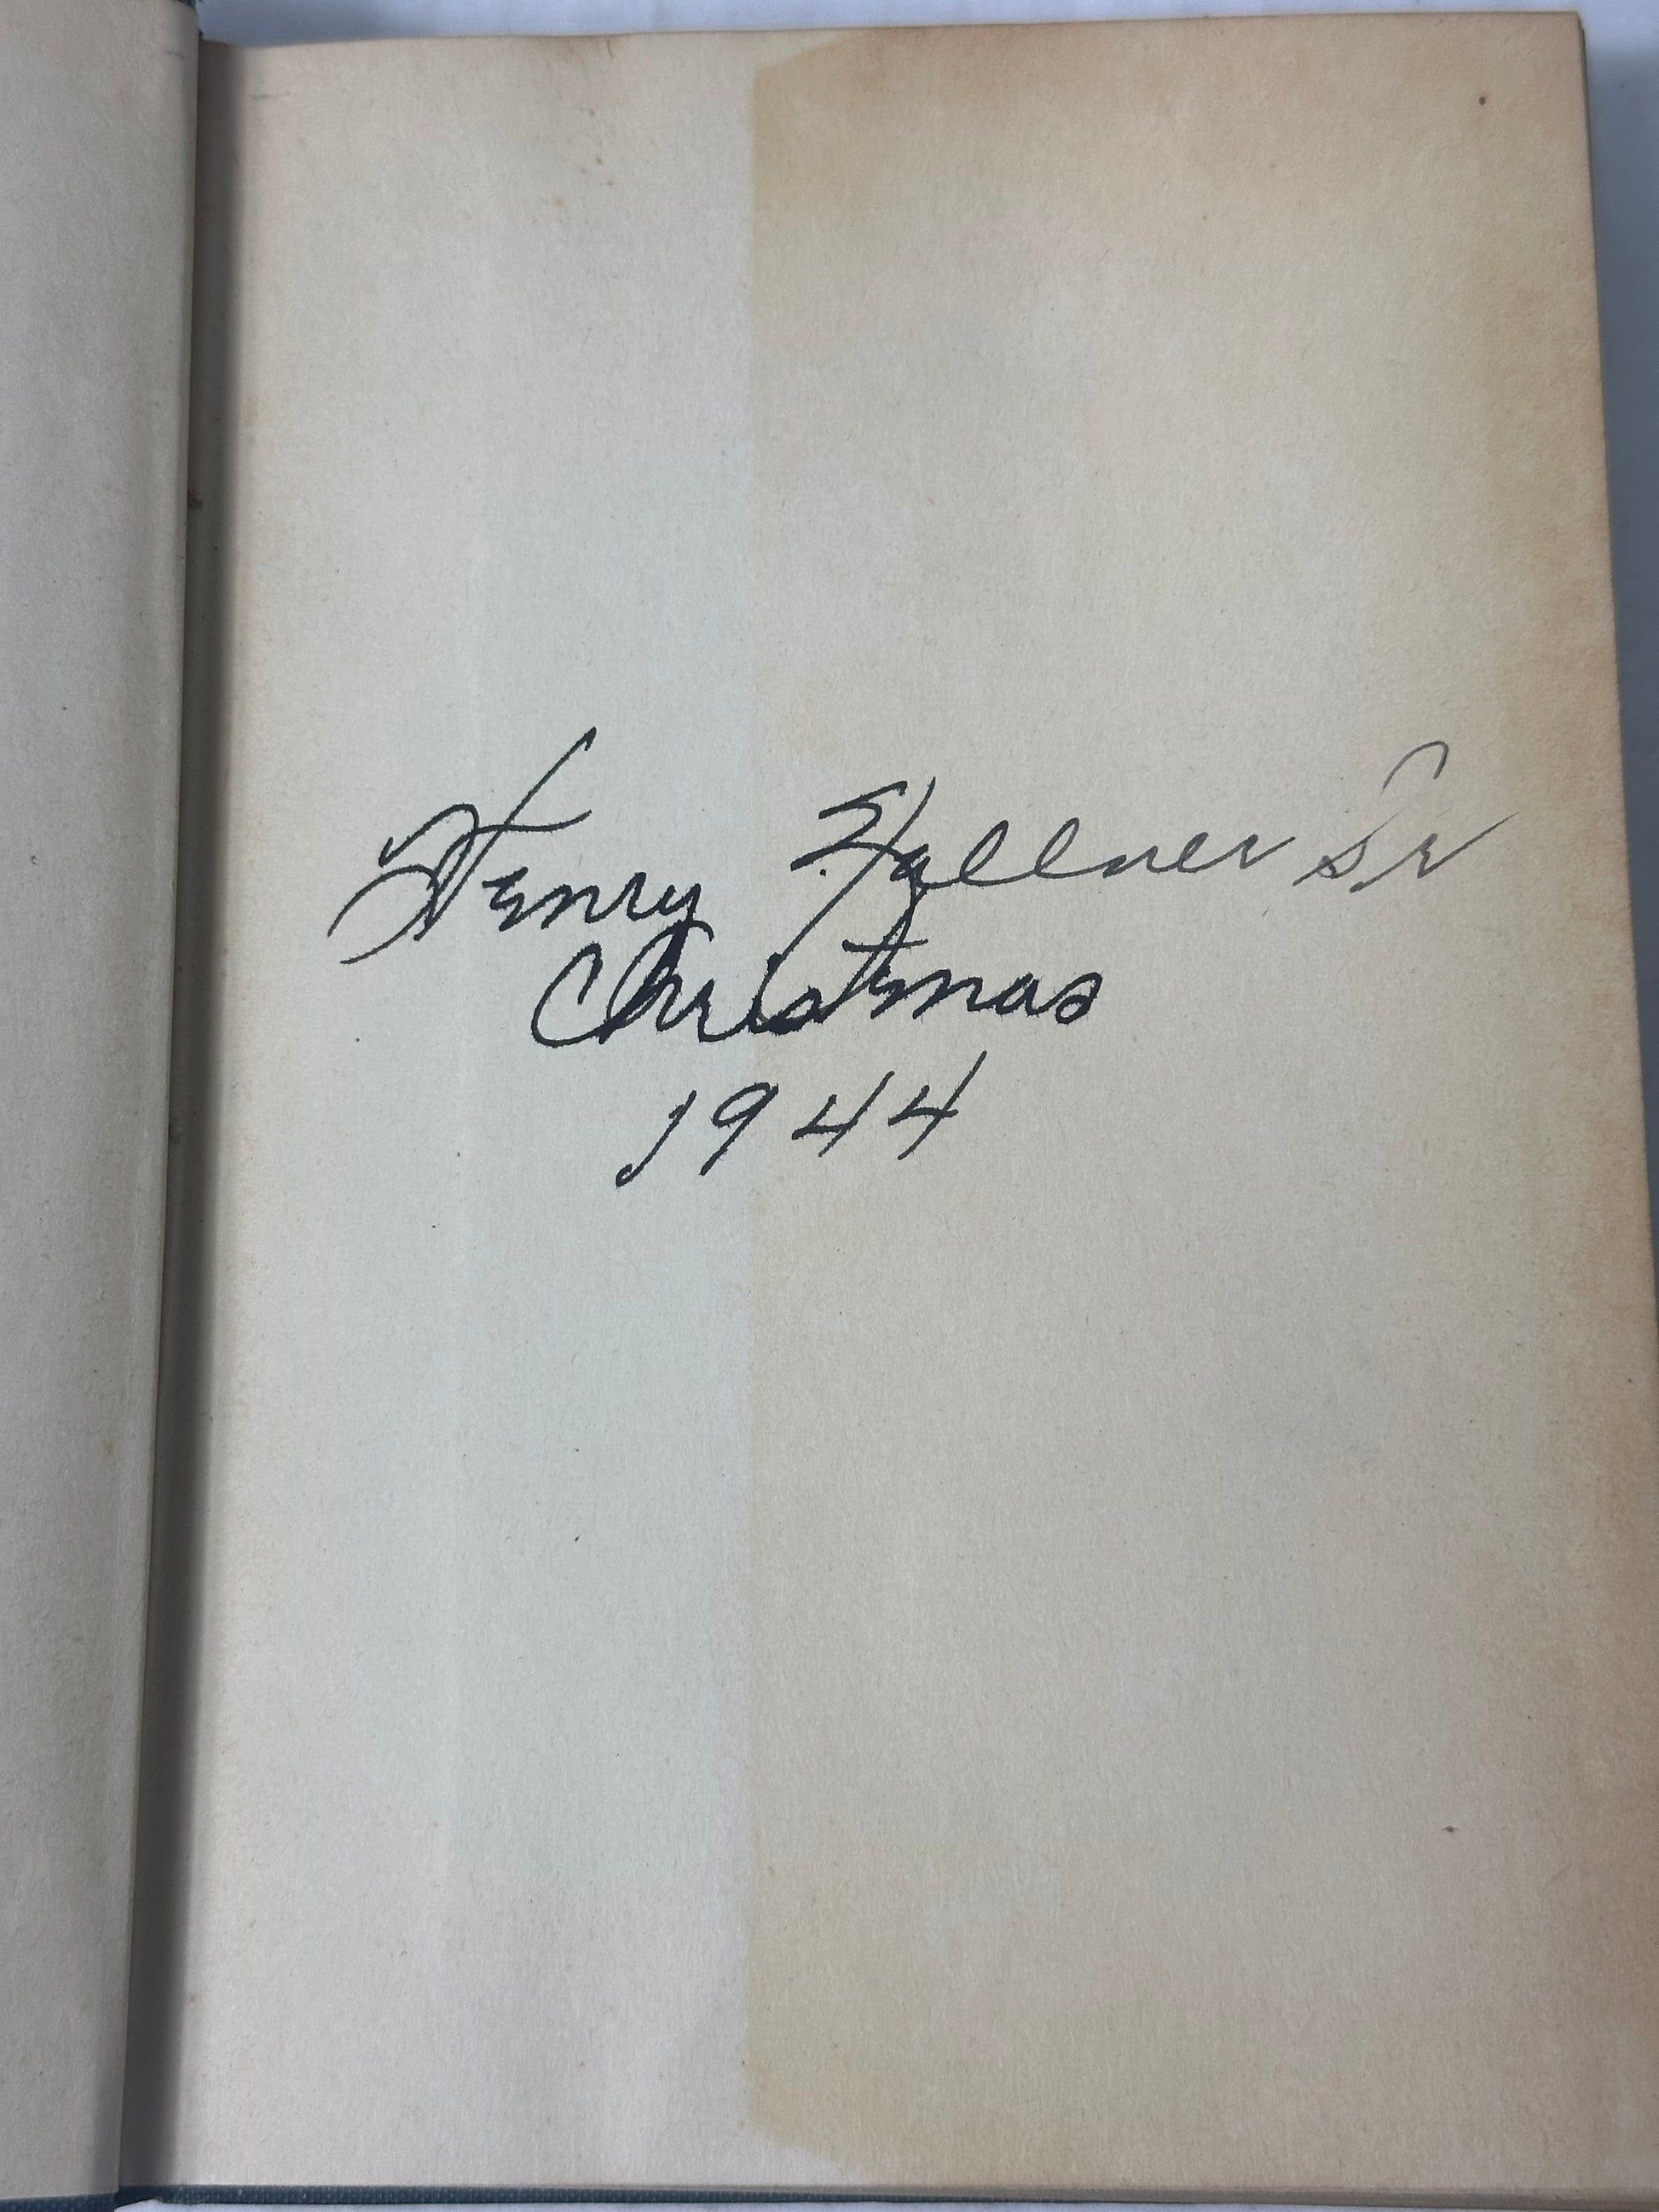 Henry Hallner Sr
Christmas
1944